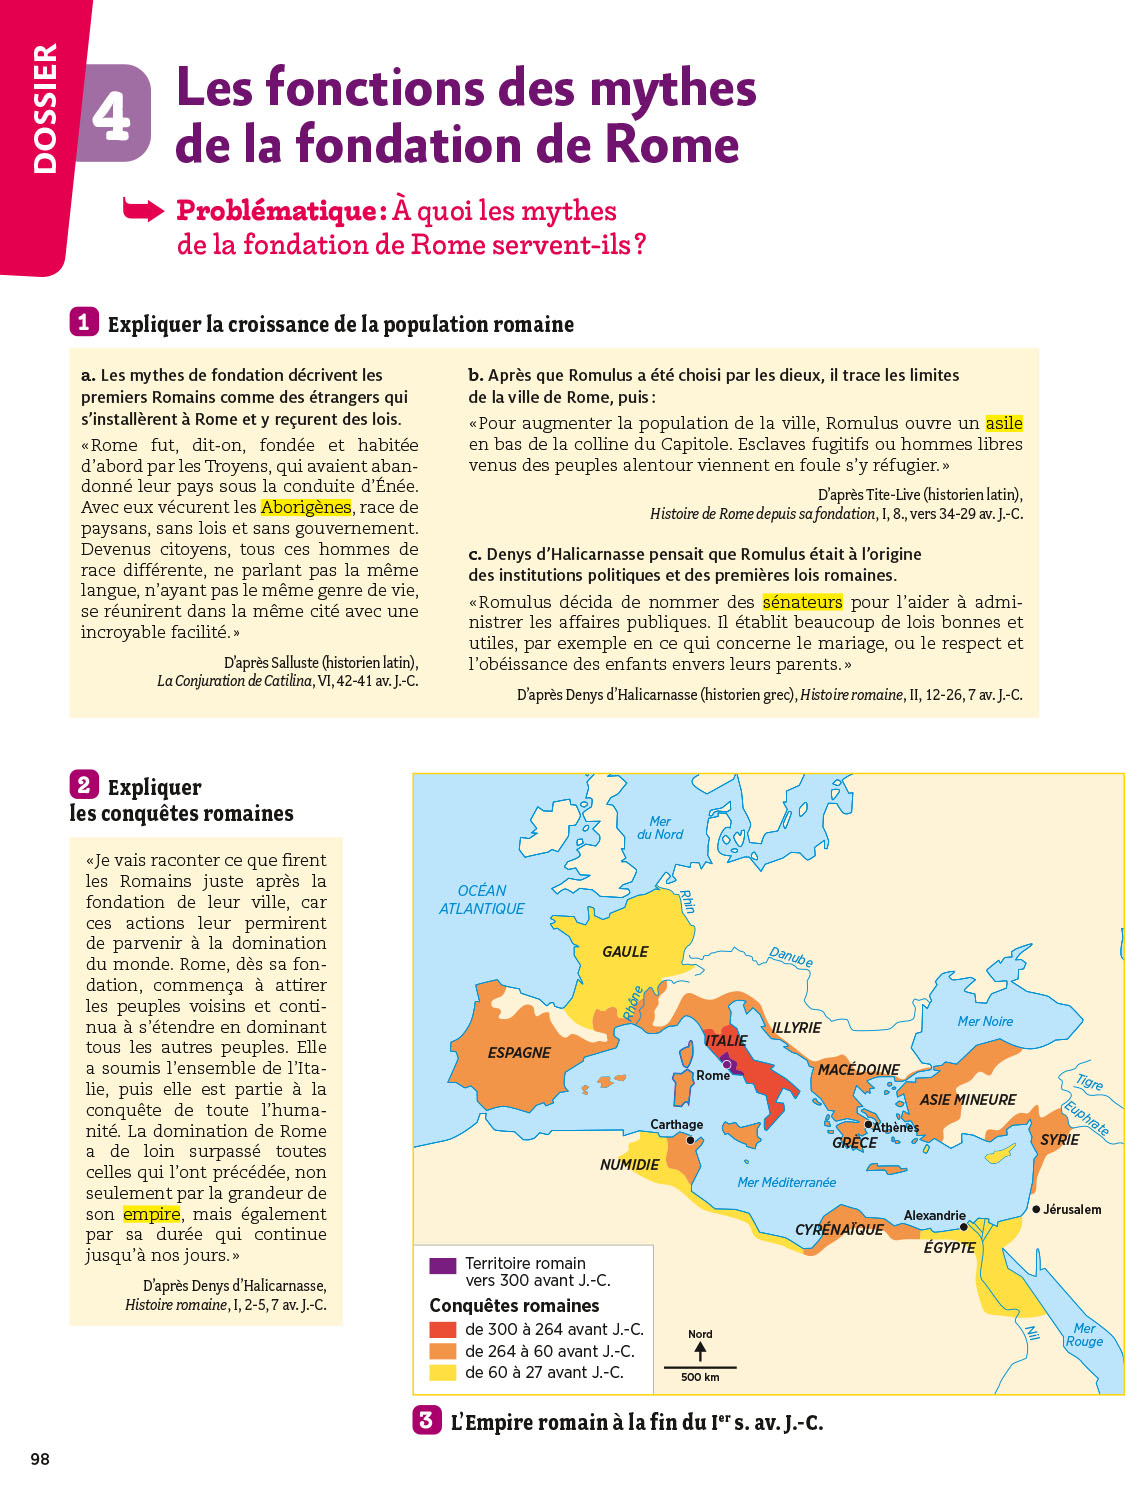 DOSSIER
4
Les fonctions des mythes
de la fondation de Rome
Problématique : À quoi les mythes
de la fondation de Rome servent-ils ?
1 Expliquer la croissance de la population romaine
a. Les mythes de fondation décrivent les
premiers Romains comme des étrangers qui
s'installèrent à Rome et y reçurent des lois.
« Rome fut, dit-on, fondée et habitée
d'abord par les Troyens, qui avaient aban-
donné leur pays sous la conduite d'Énée.
Avec eux vécurent les Aborigènes, race de
paysans, sans lois et sans gouvernement.
Devenus citoyens, tous ces hommes de
race différente, ne parlant pas la même
langue, n'ayant pas le même genre de vie,
se réunirent dans la même cité avec une
incroyable facilité. »
D'après Salluste (historien latin),
La Conjuration de Catilina, VI, 42-41 av. J.-C.
b. Après que Romulus a été choisi par les dieux, il trace les limites
de la ville de Rome, puis :
« Pour augmenter la population de la ville, Romulus ouvre un asile
en bas de la colline du Capitole. Esclaves fugitifs ou hommes libres
venus des peuples alentour viennent en foule s'y réfugier. »
D'après Tite-Live (historien latin),
Histoire de Rome depuis sa fondation, I, 8., vers 34-29 av. J.-C.
c. Denys d'Halicarnasse pensait que Romulus était à l'origine
des institutions politiques et des premières lois romaines.
« Romulus décida de nommer des sénateurs pour l'aider à admi-
nistrer les affaires publiques. Il établit beaucoup de lois bonnes et
utiles, par exemple en ce qui concerne le mariage, ou le respect et
l'obéissance des enfants envers leurs parents. »
D'après Denys d'Halicarnasse (historien grec), Histoire romaine, II, 12-26, 7 av. J.-C.
2 Expliquer
les conquêtes romaines
« Je vais raconter ce que firent
les Romains juste après la
fondation de leur ville, car
ces actions leur permirent
de parvenir à la domination
du monde. Rome, dès sa fon-
dation, commença à attirer
les peuples voisins et conti-
nua à s'étendre en dominant
tous les autres peuples. Elle
a soumis l'ensemble de l'Ita-
lie, puis elle est partie à la
conquête de toute l'huma-
nité. La domination de Rome
a de loin surpassé toutes
celles qui l'ont précédée, non
seulement par la grandeur de
son empire, mais également
par sa durée qui continue
jusqu'à nos jours. »
D'après Denys d'Halicarnasse,
Histoire romaine, I, 2-5, 7 av. J.-C.
Mer
du Nord
OCÉAN
ATLANTIQUE
Rhin
GAULE
Danube
Rhône
Mer Noire
ILLYRIE
ITALIE
ESPAGNE
Rome
MACÉDOINE
Tigre
ASIE MINEURE
Euphrate
Carthage
Athènes
GRÈCE
SYRIE
NUMIDIE
Mer Méditerranée
Jérusalem
Alexandrie
CYRÉNAÏQUE
ÉGYPTE
Nil
Mer
Rouge
Territoire romain
vers 300 avant J.-C.
Conquêtes romaines
de 300 à 264 avant J.-C.
de 264 à 60 avant J.-C.
de 60 à 27 avant J.-C.
Nord
500 km
3 L'Empire romain à la fin du Ier s. av. J.-C.
98